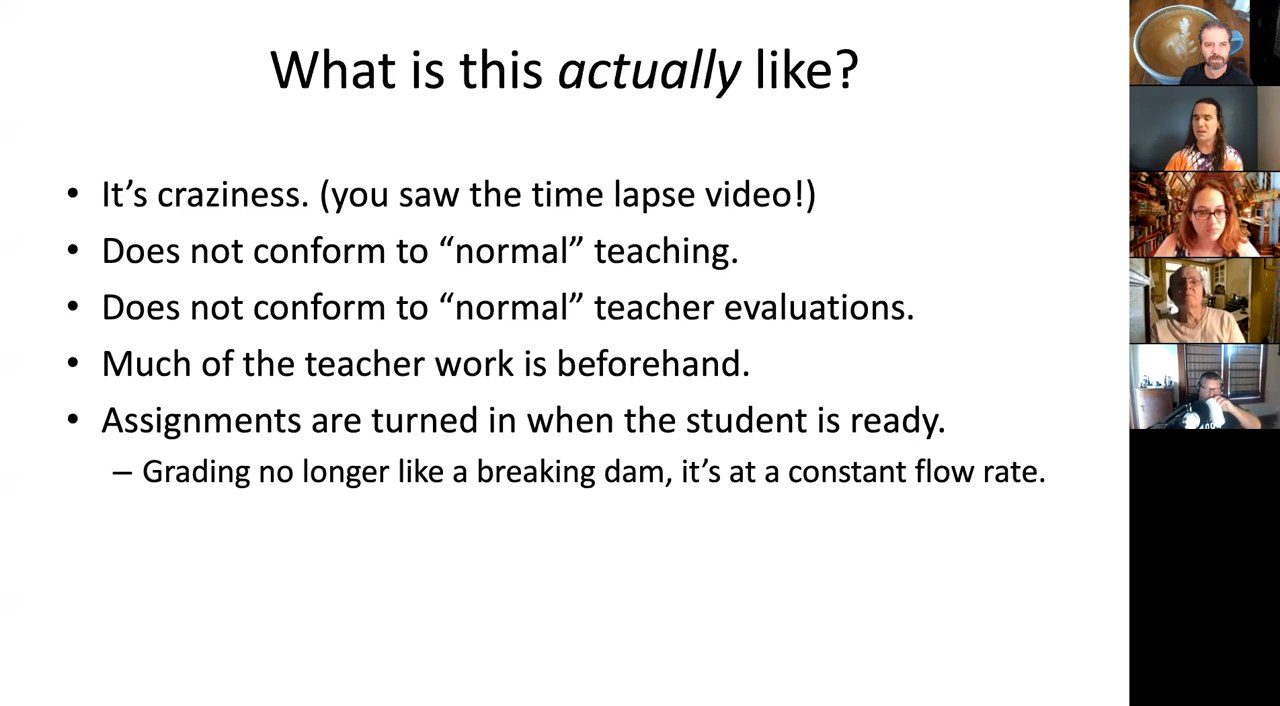 What is this actually like?
• It’s craziness. (you saw the time lapse video!)
• Does not conform to “normal” teaching.
• Does not conform to “normal” teacher evaluations.
• Much of the teacher work is beforehand.
• Assignments are turned in when the student is ready.
– Grading no longer like a breaking dam, it’s at a constant flow rate.